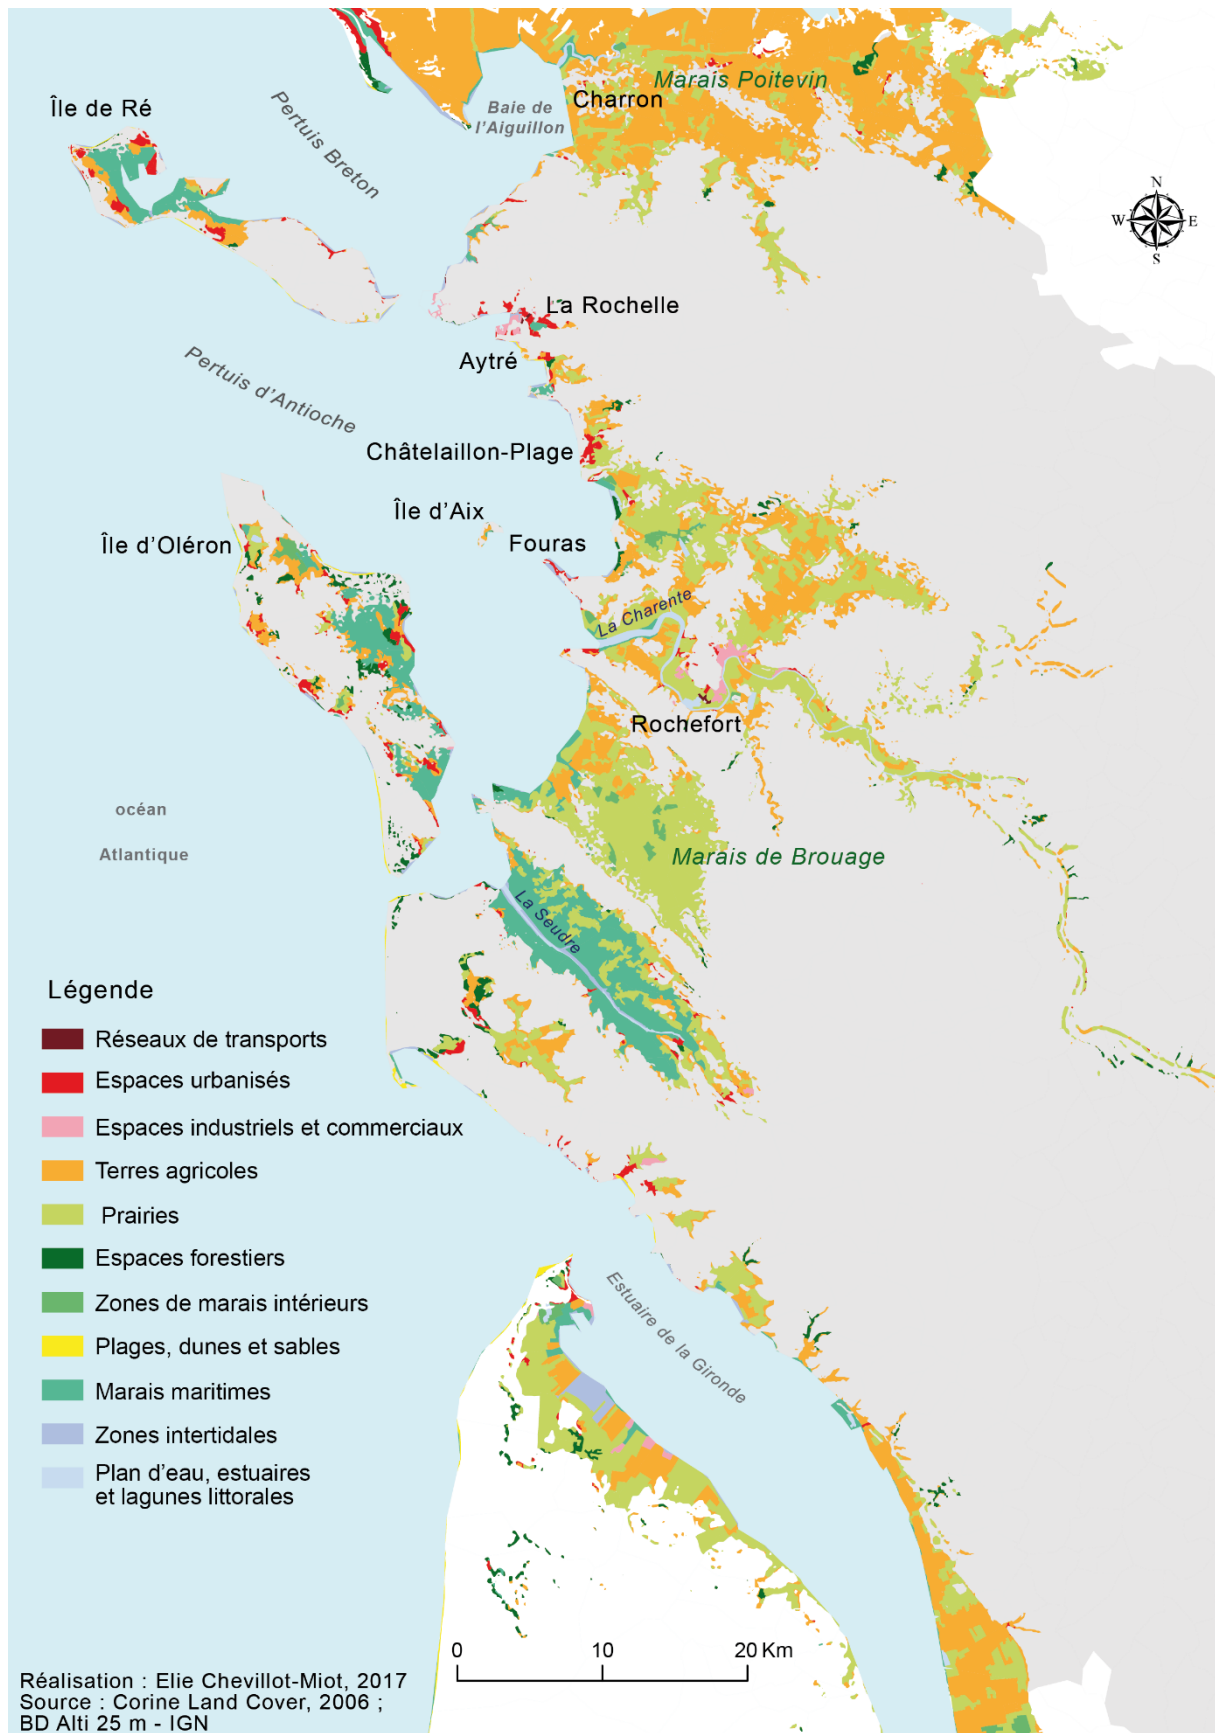 Marais Poitevin
Île de Ré
Charron
Baie de
l'Aiguillon
Pertuis Breton
N
W
E
S
La Rochelle
Aytré
Pertuis d'Antioche
Châtelaillon-Plage
Île d'Aix
Île d'Oléron
Fouras
La Charente
Rochefort
océan
Atlantique
Marais de Brouage
La Seudre
Légende
Réseaux de transports
Espaces urbanisés
Espaces industriels et commerciaux
Terres agricoles
Prairies
Espaces forestiers
Zones de marais intérieurs
Plages, dunes et sables
Marais maritimes
Zones intertidales
Plan d'eau, estuaires
et lagunes littorales
Estuaire de la Gironde
0 10 20 Km
Réalisation : Elie Chevillot-Miot, 2017
Source : Corine Land Cover, 2006 ;
BD Alti 25 m - IGN